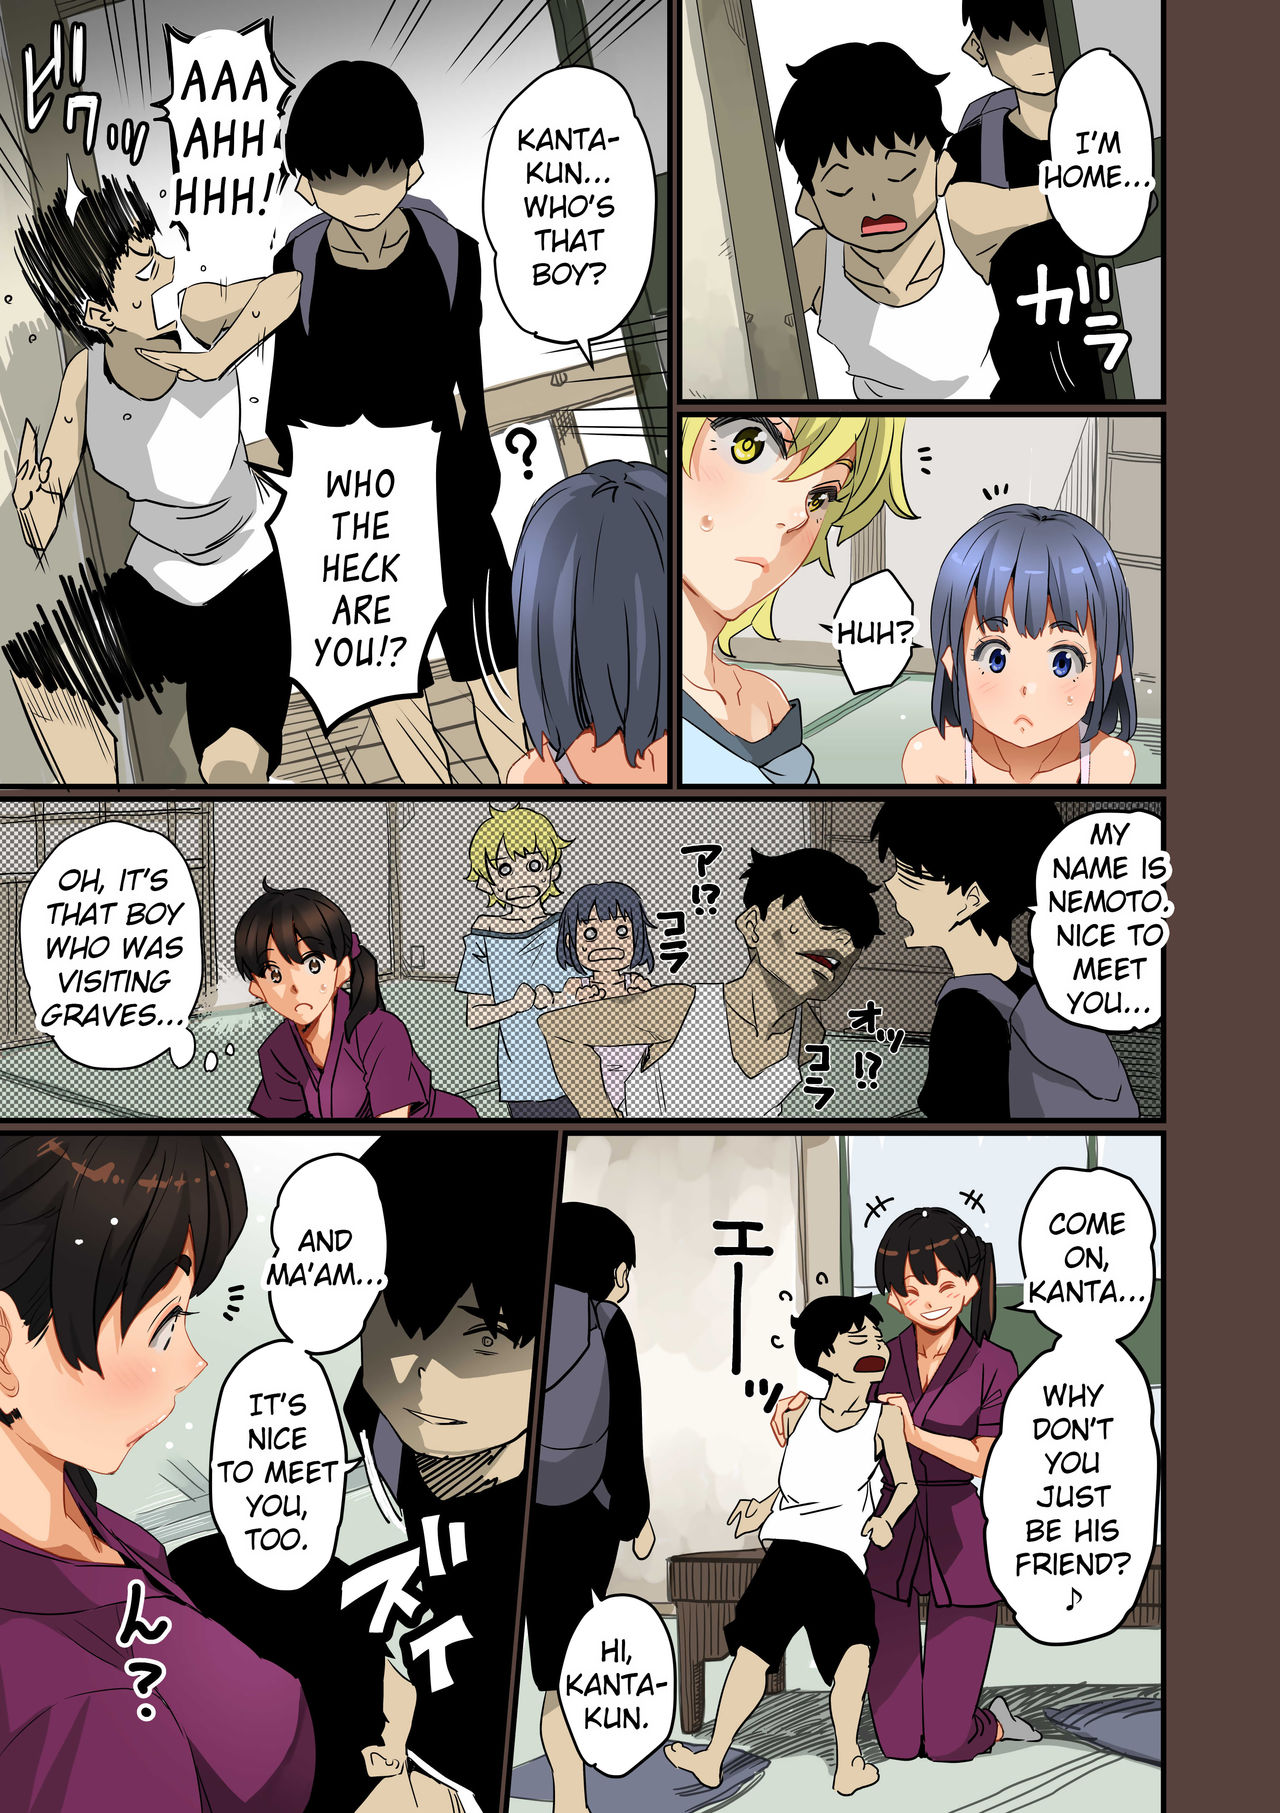 I'M
HOME...
ガラ
HUH?
KANTA-
KUN...
WHO'S
THAT
BOY?
?
AAA
AHH
HHH!
ビクッッ
WHO
THE
HECK
ARE
YOU!?
MY
NAME IS
NEMOTO.
NICE TO
MEET
YOU...
ア!?
コラ
オッ!?
コラ
OH, IT'S
THAT BOY
WHO WAS
VISITING
GRAVES...
COME
ON,
KANTA...
WHY
DON'T
YOU
JUST
BE HIS
FRIEND?
♪
エーッ
HI,
KANTA-
KUN.
AND
MA'AM...
IT'S
NICE
TO MEET
YOU,
TOO.
ズイ
ん?